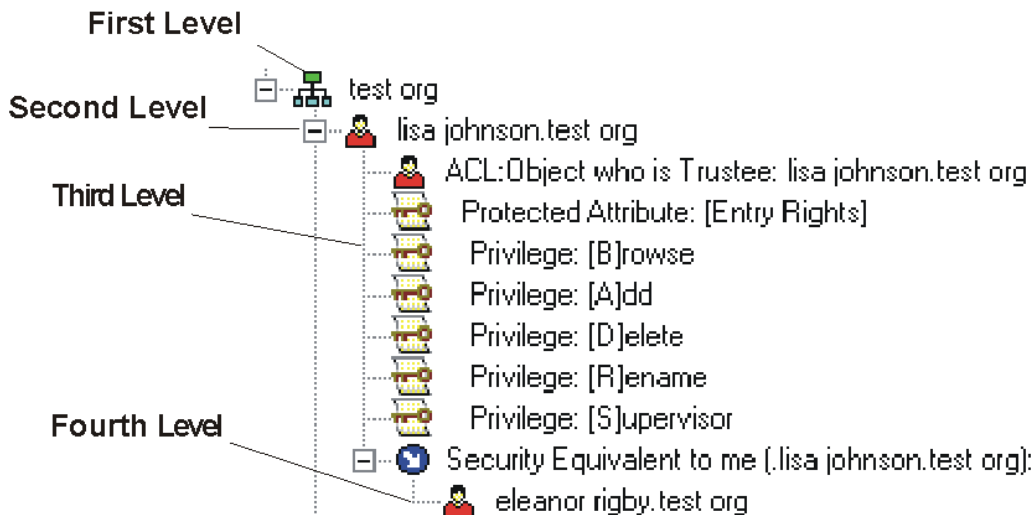 First Level
test org
Second Level
lisa johnson.test org
ACL:Object who is Trustee: lisa johnson.test org
Third Level
Protected Attribute: [Entry Rights]
Privilege: [B]rowse
Privilege: [A]dd
Privilege: [D]elete
Privilege: [R]ename
Privilege: [S]upervisor
Fourth Level
Security Equivalent to me (.lisa johnson.test org):
eleanor rigby.test org